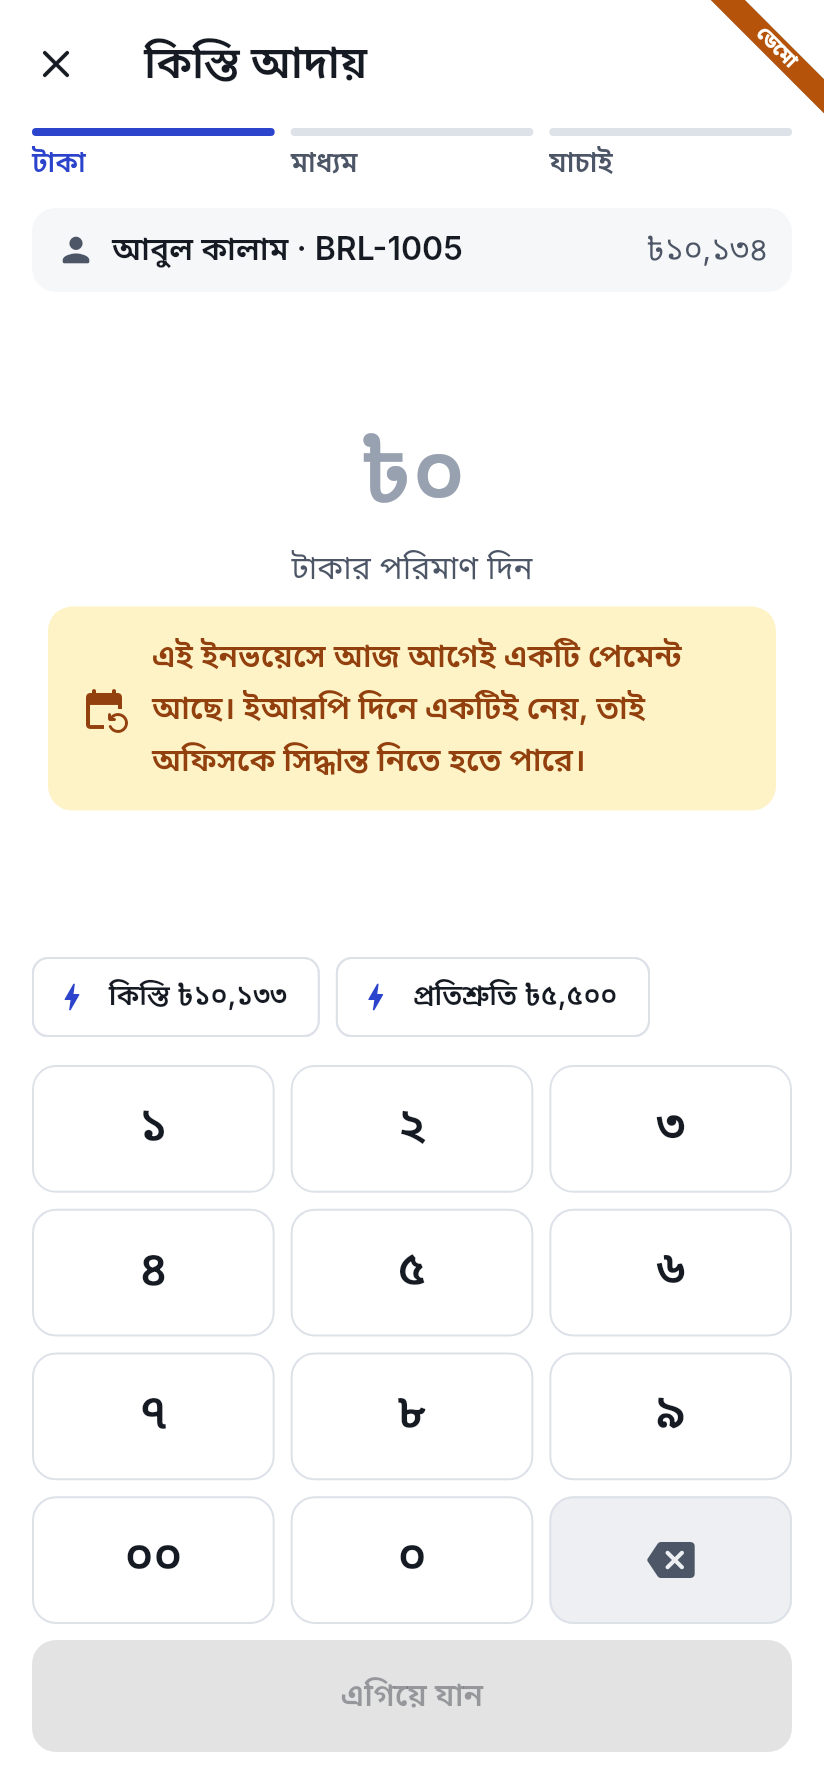 কিস্তি আদায়
ডেমো
টাকা
মাধ্যম
যাচাই
আবুল কালাম · BRL-1005
৳১০,১৩৪
৳০
টাকার পরিমাণ দিন
এই ইনভয়েসে আজ আগেই একটি পেমেন্ট
আছে। ইআরপি দিনে একটিই নেয়, তাই
অফিসকে সিদ্ধান্ত নিতে হতে পারে।
কিস্তি ৳১০,১৩৩
প্রতিশ্রুতি ৳৫,৫০০
১
২
৩
৪
৫
৬
৭
৮
৯
০০
০
এগিয়ে যান